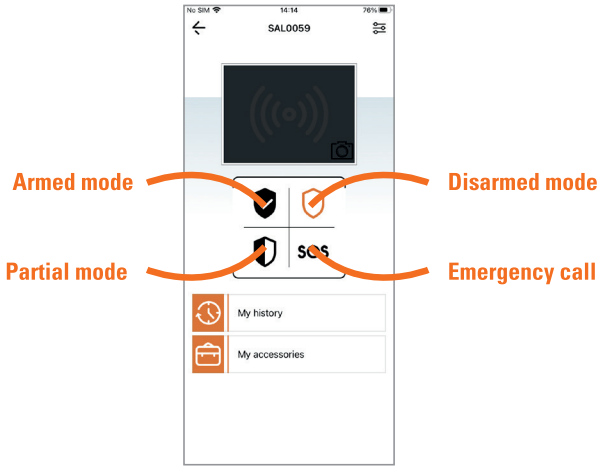 No SIM 14:14 76%
SAL0059
Armed mode
Disarmed mode
Partial mode
SOS
Emergency call
My history
My accessories